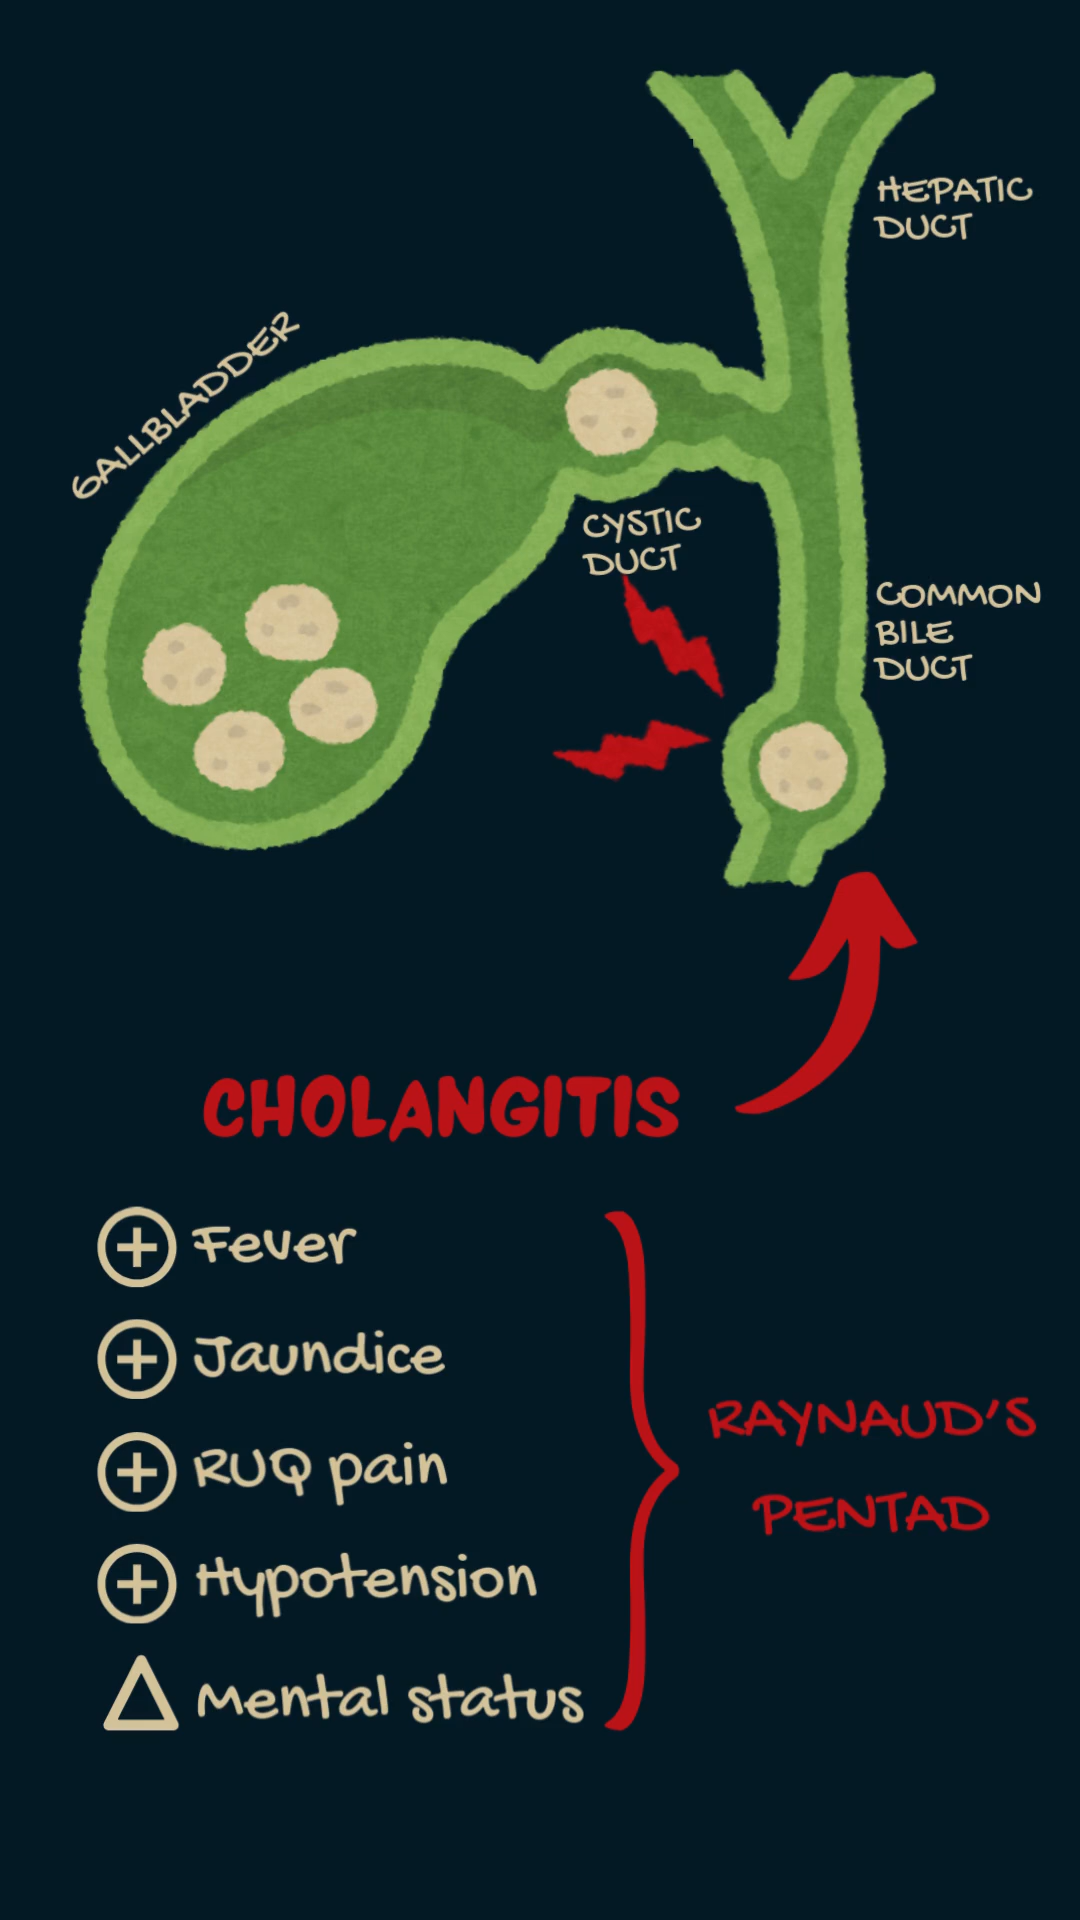 HEPATIC
DUCT
GALLBLADDER
CYSTIC
DUCT
COMMON
BILE
DUCT
CHOLANGITIS
+ Fever
+ Jaundice
+ RUQ pain
+ Hypotension
△ Mental status
RAYNAUD'S
PENTAD